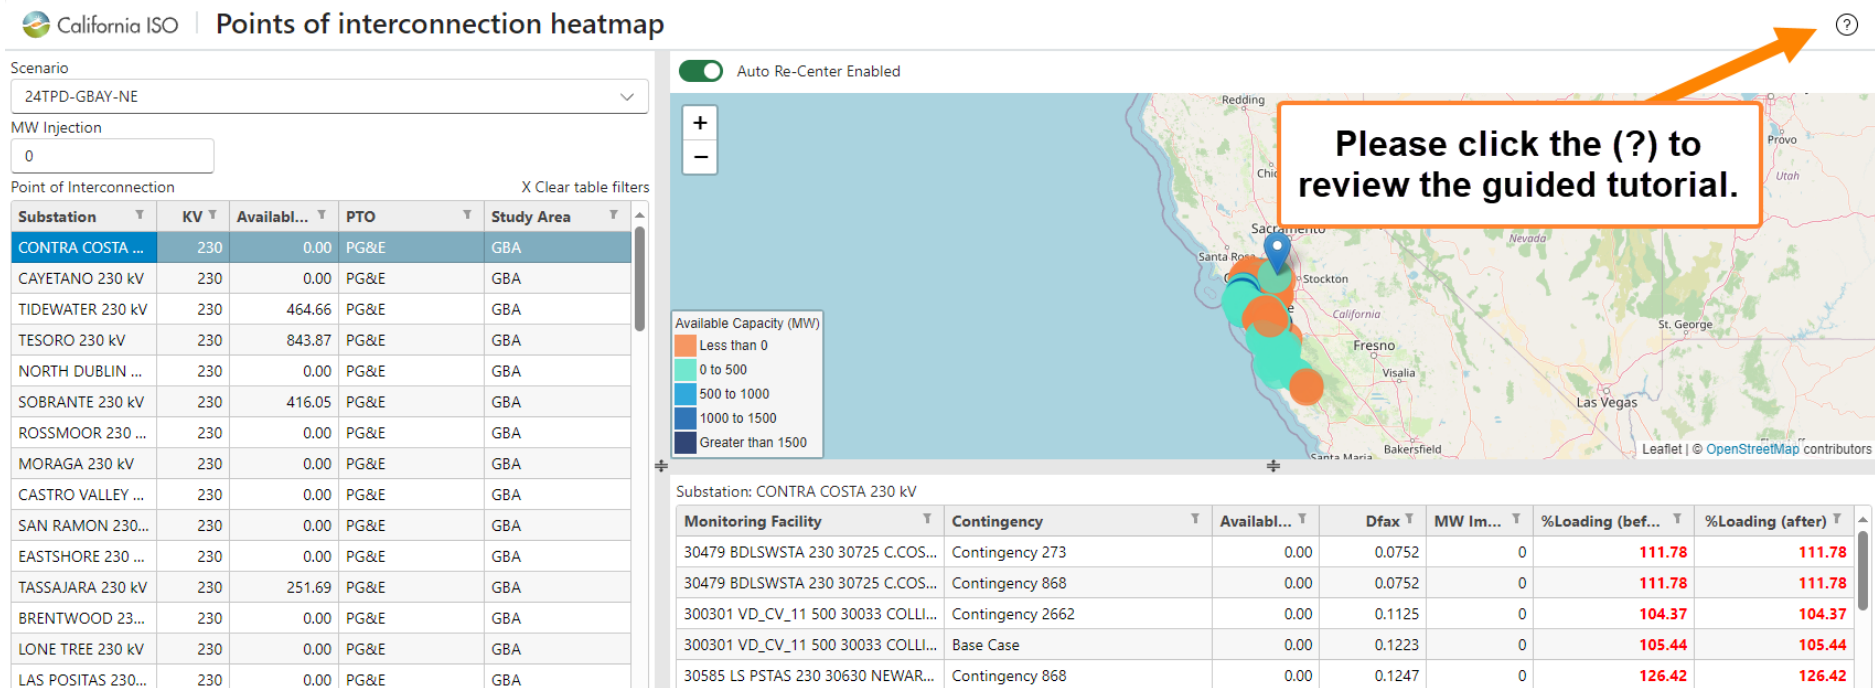 California ISO
Points of interconnection heatmap
?
Scenario
24TPD-GBAY-NE
MW Injection
0
Point of Interconnection
X Clear table filters
Substation KV Availabl... PTO Study Area
CONTRA COSTA ... 230 0.00 PG&E GBA
CAYETANO 230 kV 230 0.00 PG&E GBA
TIDEWATER 230 kV 230 464.66 PG&E GBA
TESORO 230 kV 230 843.87 PG&E GBA
NORTH DUBLIN ... 230 0.00 PG&E GBA
SOBRANTE 230 kV 230 416.05 PG&E GBA
ROSSMOOR 230 ... 230 0.00 PG&E GBA
MORAGA 230 kV 230 0.00 PG&E GBA
CASTRO VALLEY ... 230 0.00 PG&E GBA
SAN RAMON 230... 230 0.00 PG&E GBA
EASTSHORE 230 ... 230 0.00 PG&E GBA
TASSAJARA 230 kV 230 251.69 PG&E GBA
BRENTWOOD 23... 230 0.00 PG&E GBA
LONE TREE 230 kV 230 0.00 PG&E GBA
LAS POSITAS 230... 230 0.00 PG&E GBA
Auto Re-Center Enabled
+
−
Please click the (?) to
review the guided tutorial.
Redding
Provo
Utah
Sacramento
Nevada
Santa Rosa
Stockton
California
St. George
Fresno
Visalia
Las Vegas
Bakersfield
Santa Maria
Available Capacity (MW)
Less than 0
0 to 500
500 to 1000
1000 to 1500
Greater than 1500
Leaflet | © OpenStreetMap contributors
Substation: CONTRA COSTA 230 kV
Monitoring Facility Contingency Availabl... Dfax MW Im... %Loading (bef... %Loading (after)
30479 BDLSWSTA 230 30725 C.COS... Contingency 273 0.00 0.0752 0 111.78 111.78
30479 BDLSWSTA 230 30725 C.COS... Contingency 868 0.00 0.0752 0 111.78 111.78
300301 VD_CV_11 500 30033 COLLI... Contingency 2662 0.00 0.1125 0 104.37 104.37
300301 VD_CV_11 500 30033 COLLI... Base Case 0.00 0.1223 0 105.44 105.44
30585 LS PSTAS 230 30630 NEWAR... Contingency 868 0.00 0.1247 0 126.42 126.42